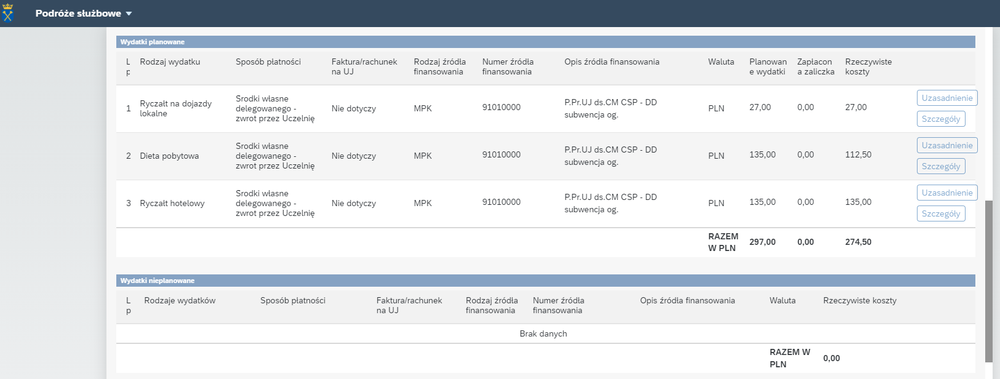 Podróże służbowe
Wydatki planowane
L
p
Rodzaj wydatku
Sposób płatności
Faktura/rachunek
na UJ
Rodzaj źródła
finansowania
Numer źródła
finansowania
Opis źródła finansowania
Waluta
Planowan
e wydatki
Zapłacon
a zaliczka
Rzeczywiste
koszty
1
Ryczałt na dojazdy
lokalne
Srodki własne
delegowanego -
zwrot przez Uczelnię
Nie dotyczy
MPK
91010000
P.Pr.UJ ds.CM CSP - DD
subwencja og.
PLN
27,00
0,00
27,00
Uzasadnienie
Szczegóły
2
Dieta pobytowa
Srodki własne
delegowanego -
zwrot przez Uczelnię
Nie dotyczy
MPK
91010000
P.Pr.UJ ds.CM CSP - DD
subwencja og.
PLN
135,00
0,00
112,50
Uzasadnienie
Szczegóły
3
Ryczałt hotelowy
Srodki własne
delegowanego -
zwrot przez Uczelnię
Nie dotyczy
MPK
91010000
P.Pr.UJ ds.CM CSP - DD
subwencja og.
PLN
135,00
0,00
135,00
Uzasadnienie
Szczegóły
RAZEM
W PLN
297,00
0,00
274,50
Wydatki nieplanowane
L
p
Rodzaje wydatków
Sposób płatności
Faktura/rachunek
na UJ
Rodzaj źródła
finansowania
Numer źródła
finansowania
Opis źródła finansowania
Waluta
Rzeczywiste koszty
Brak danych
RAZEM W
PLN
0,00